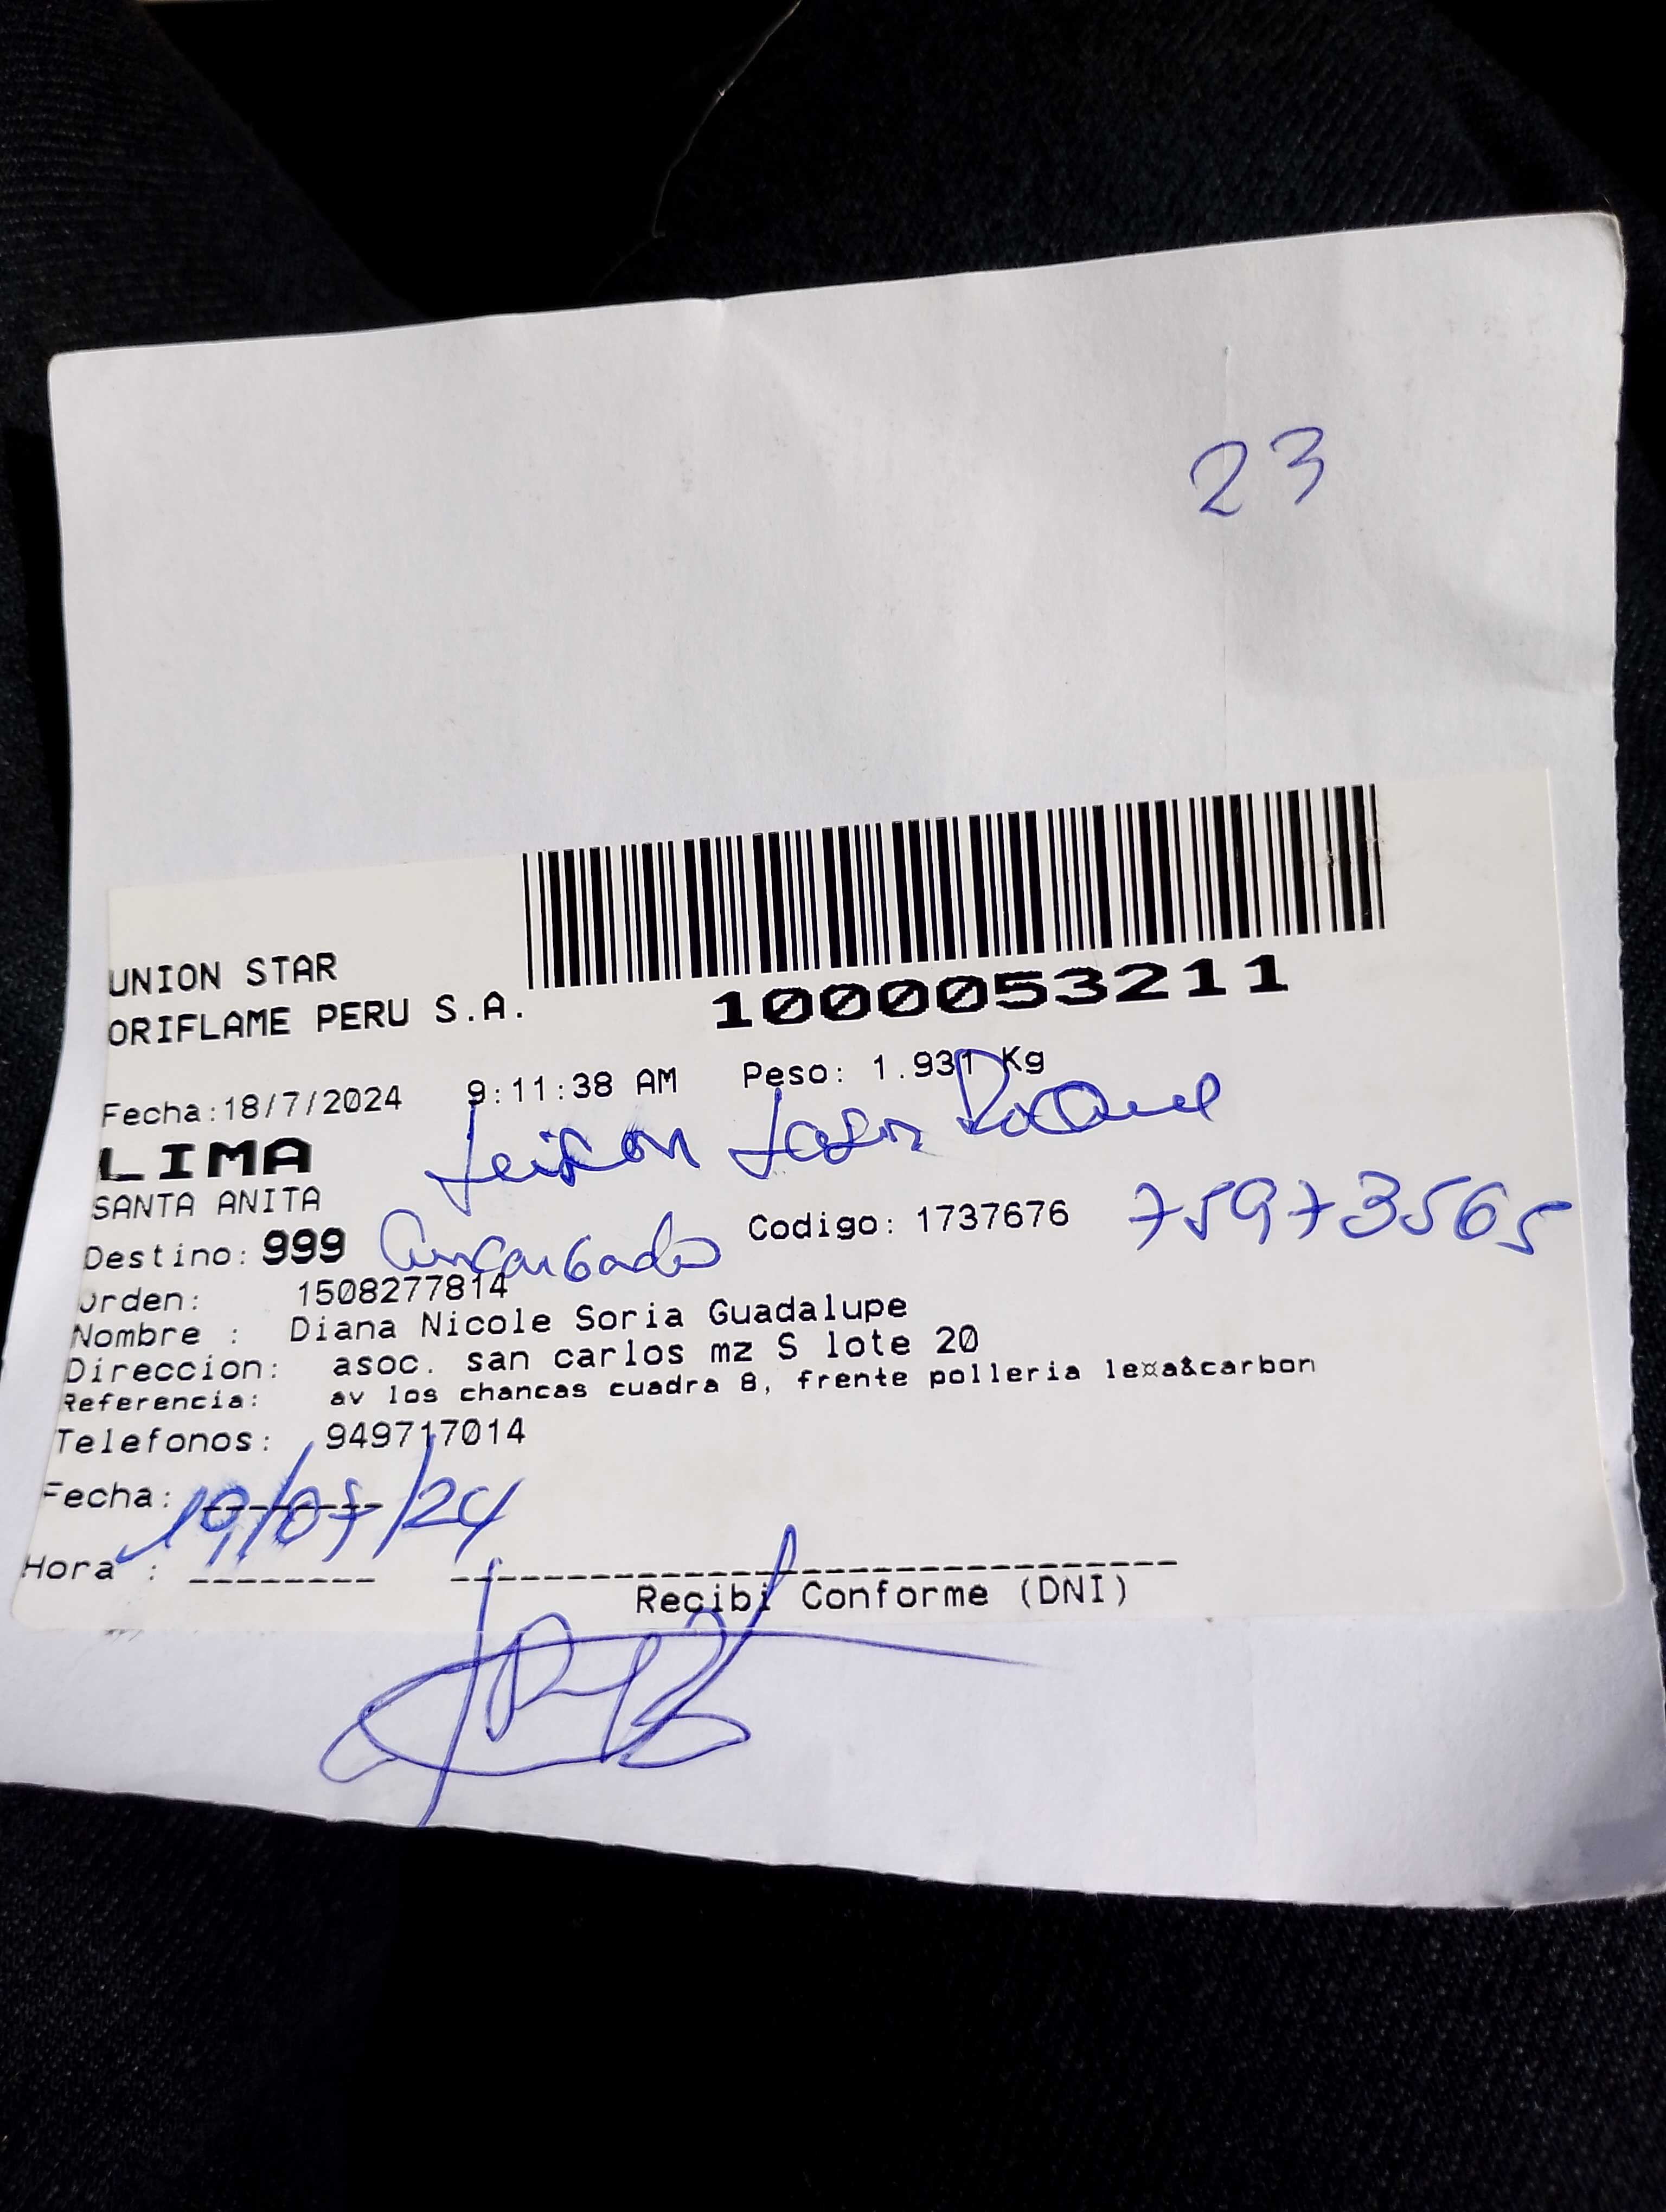 23
UNION STAR
ORIFLAME PERU S.A.
1000053211
Fecha:18/7/2024 9:11:38 AM Peso: 1.931 Kg
LIMA
SANTA ANITA
Destino: 999 encargado Codigo: 1737676 75973565
Orden: 1508277814
Nombre : Diana Nicole Soria Guadalupe
Direccion: asoc. san carlos mz S lote 20
Referencia: av los chancas cuadra 8, frente polleria le¤a&carbon
Telefonos: 949717014
Fecha: 19/07/24
Hora :
Recibi Conforme (DNI)